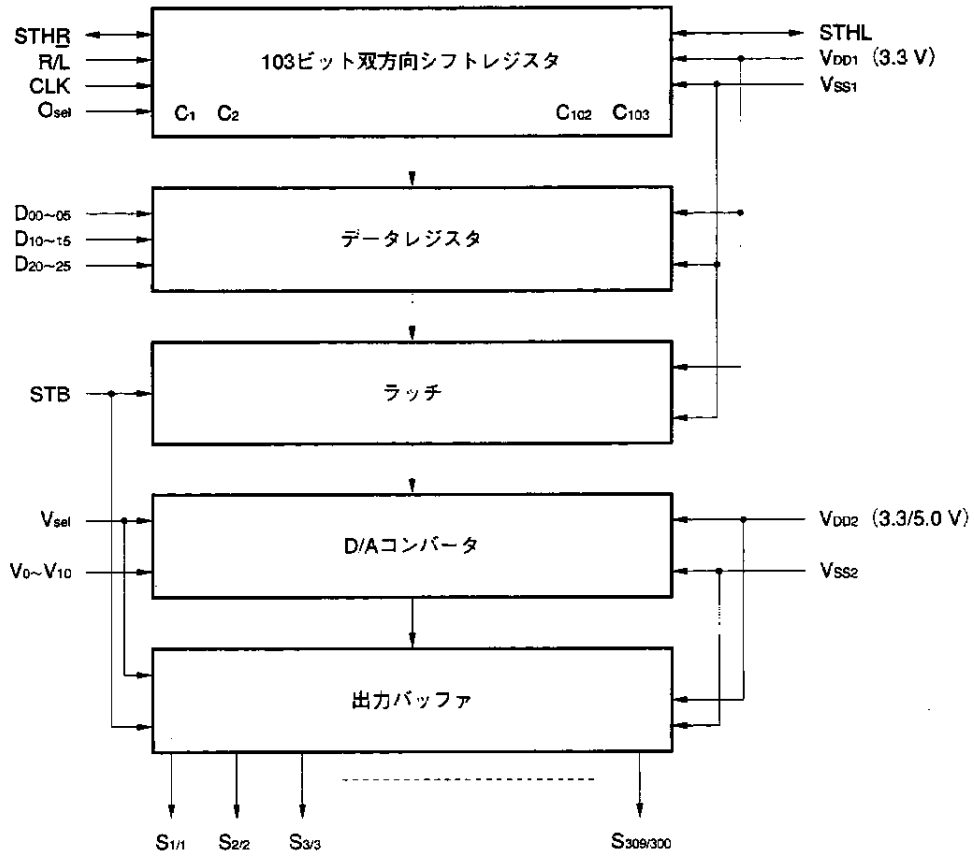 STHR
STHL
R/L̅
103ビット双方向シフトレジスタ
VDD1 (3.3 V)
CLK
VSS1
Osel
C1 C2 C102 C103
D00~05
D10~15
データレジスタ
D20~25
STB
ラッチ
Vsel
D/Aコンバータ
VDD2 (3.3/5.0 V)
V0~V10
VSS2
出力バッファ
S1/1 S2/2 S3/3 S309/300